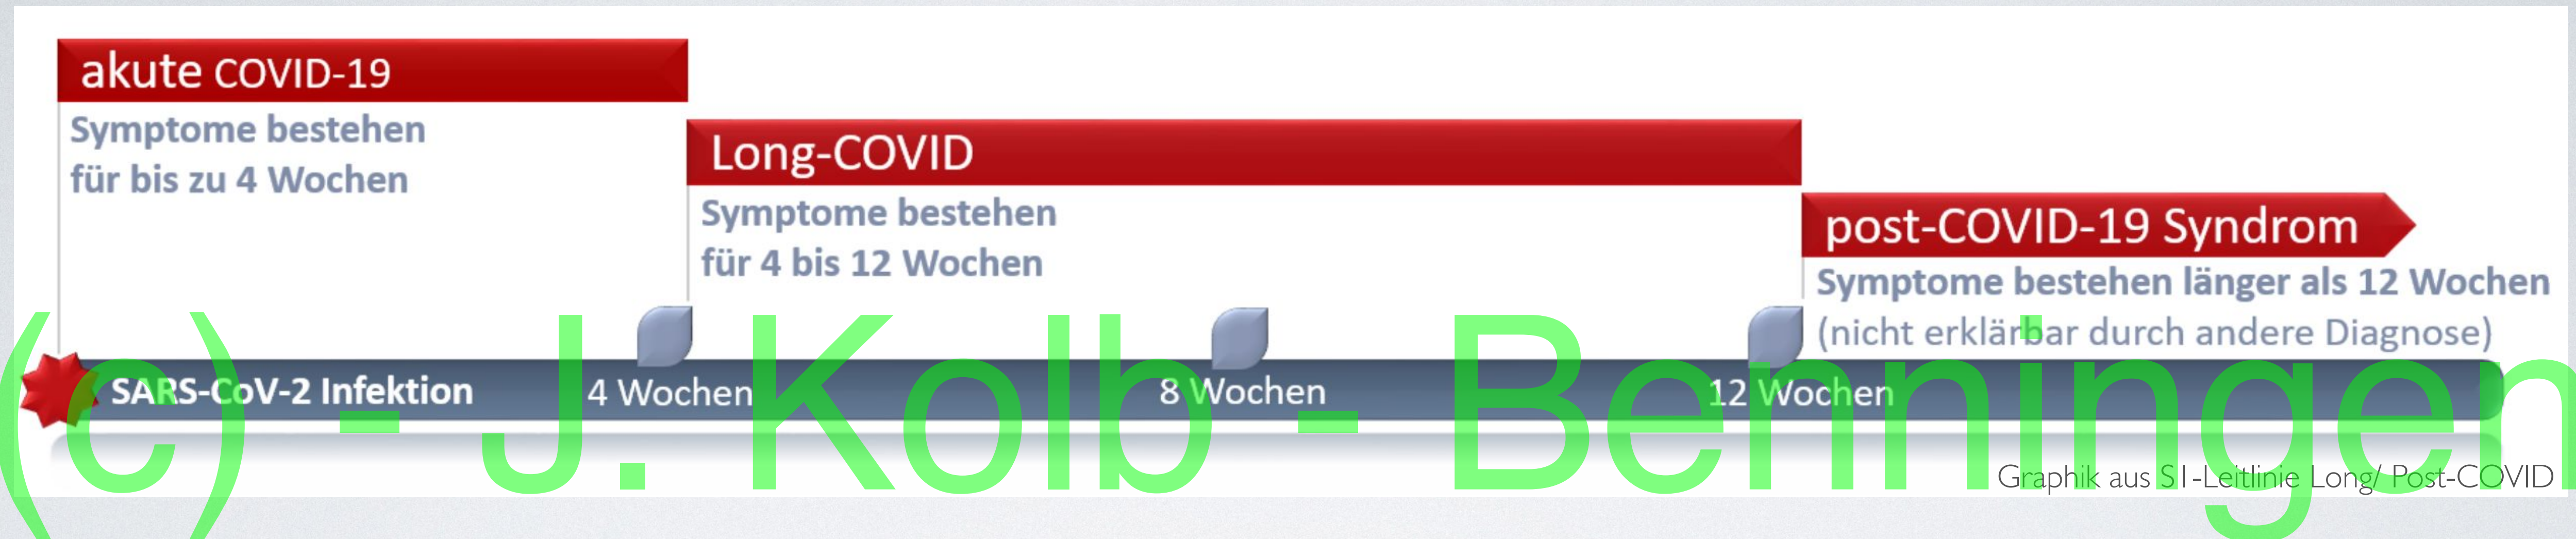 akute COVID-19
Symptome bestehen
für bis zu 4 Wochen
Long-COVID
Symptome bestehen
für 4 bis 12 Wochen
post-COVID-19 Syndrom
Symptome bestehen länger als 12 Wochen
(nicht erklärbar durch andere Diagnose)
SARS-CoV-2 Infektion
4 Wochen
8 Wochen
12 Wochen
(c) - J. Kolb - Benningen
Graphik aus S1-Leitlinie Long/ Post-COVID